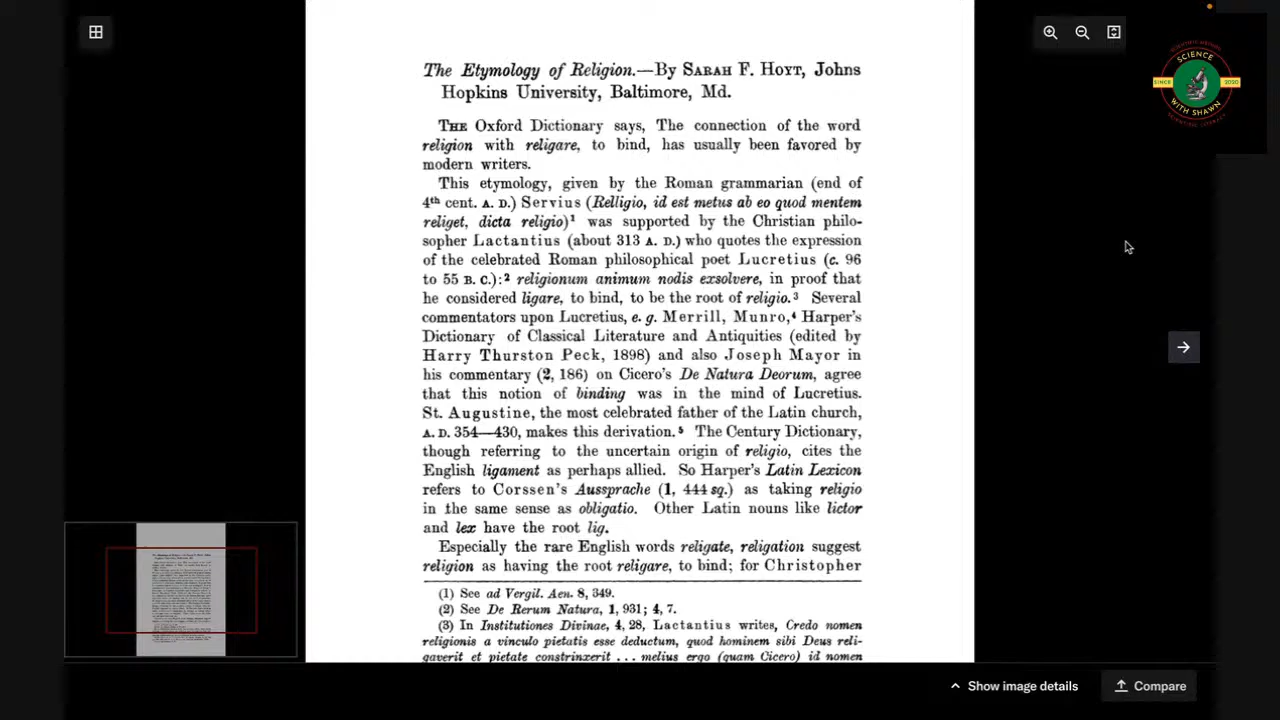 The Etymology of Religion.—By SARAH F. HOYT, Johns
Hopkins University, Baltimore, Md.
THE Oxford Dictionary says, The connection of the word
religion with religare, to bind, has usually been favored by
modern writers.
This etymology, given by the Roman grammarian (end of
4th cent. A. D.) Servius (Relligio, id est metus ab eo quod mentem
religet, dicta religio)1 was supported by the Christian philo-
sopher Lactantius (about 313 A. D.) who quotes the expression
of the celebrated Roman philosophical poet Lucretius (c. 96
to 55 B. C.):2 religionum animum nodis exsolvere, in proof that
he considered ligare, to bind, to be the root of religio.3 Several
commentators upon Lucretius, e. g. Merrill, Munro,4 Harper's
Dictionary of Classical Literature and Antiquities (edited by
Harry Thurston Peck, 1898) and also Joseph Mayor in
his commentary (2, 186) on Cicero's De Natura Deorum, agree
that this notion of binding was in the mind of Lucretius.
St. Augustine, the most celebrated father of the Latin church,
A. D. 354—430, makes this derivation.5 The Century Dictionary,
though referring to the uncertain origin of religio, cites the
English ligament as perhaps allied. So Harper's Latin Lexicon
refers to Corssen's Aussprache (1, 444 sq.) as taking religio
in the same sense as obligatio. Other Latin nouns like lictor
and lex have the root lig.
Especially the rare English words religate, religation suggest
religion as having the root religare, to bind; for Christopher
(1) See ad Vergil. Aen. 8, 349.
(2) See De Rerum Natura, 1, 931; 4, 7.
(3) In Institutiones Divinae, 4, 28, Lactantius writes, Credo nomen
religionis a vinculo pietatis esse deductum, quod hominem sibi Deus reli-
gaverit et pietate constrinxerit ... melius ergo (quam Cicero) id nomen
SCIENCE
SINCE
2020
WITH SHAWN
SCIENTIFIC LITERACY
Show image details
Compare